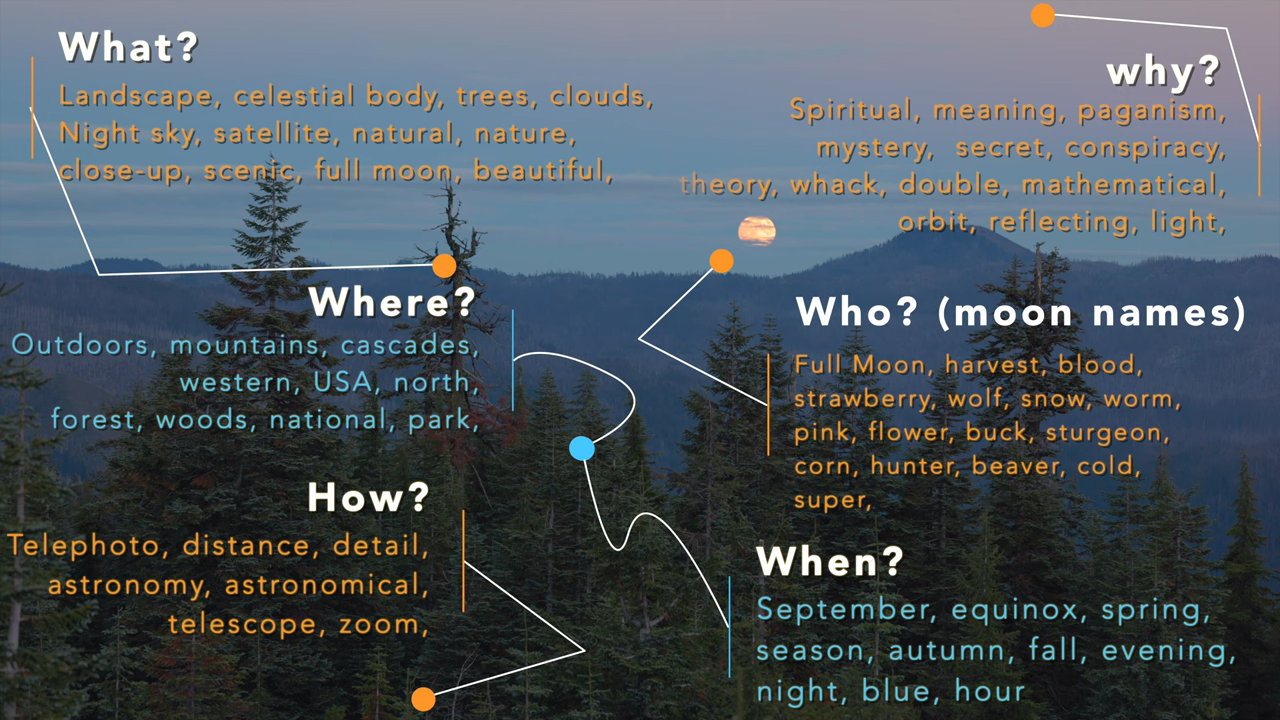 What?
Landscape, celestial body, trees, clouds,
Night sky, satellite, natural, nature,
close-up, scenic, full moon, beautiful,
why?
Spiritual, meaning, paganism,
mystery, secret, conspiracy,
theory, whack, double, mathematical,
orbit, reflecting, light,
Where?
Outdoors, mountains, cascades,
western, USA, north,
forest, woods, national, park,
Who? (moon names)
Full Moon, harvest, blood,
strawberry, wolf, snow, worm,
pink, flower, buck, sturgeon,
corn, hunter, beaver, cold,
super,
How?
Telephoto, distance, detail,
astronomy, astronomical,
telescope, zoom,
When?
September, equinox, spring,
season, autumn, fall, evening,
night, blue, hour